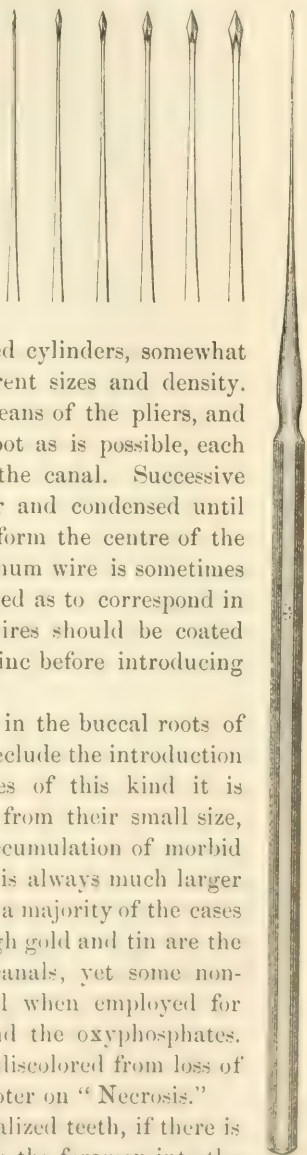 ed cylinders, somewhat
rent sizes and density.
eans of the pliers, and
oot as is possible, each
the canal. Successive
r and condensed until
form the centre of the
num wire is sometimes
ed as to correspond in
ires should be coated
inc before introducing
in the buccal roots of
eclude the introduction
es of this kind it is
from their small size,
cumulation of morbid
is always much larger
a majority of the cases
gh gold and tin are the
anals, yet some non-
l when employed for
nd the oxyphosphates.
discolored from loss of
pter on "Necrosis."
alized teeth, if there is